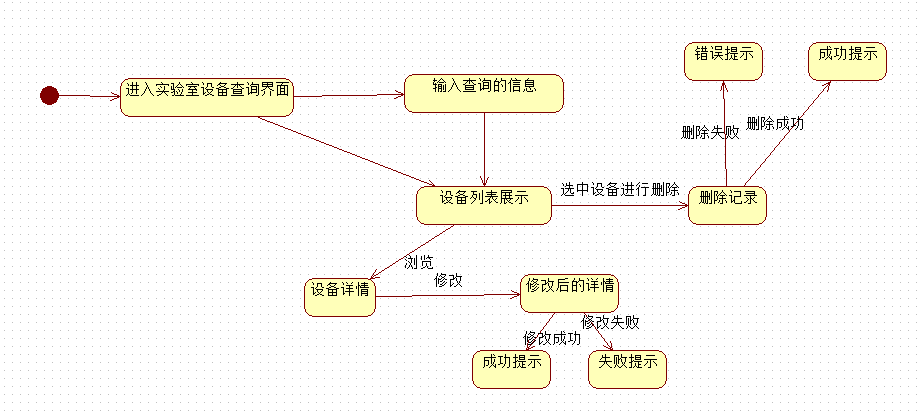 错误提示
成功提示
进入实验室设备查询界面
输入查询的信息
删除失败
删除成功
设备列表展示
选中设备进行删除
删除记录
浏览
设备详情
修改
修改后的详情
修改成功
修改失败
成功提示
失败提示